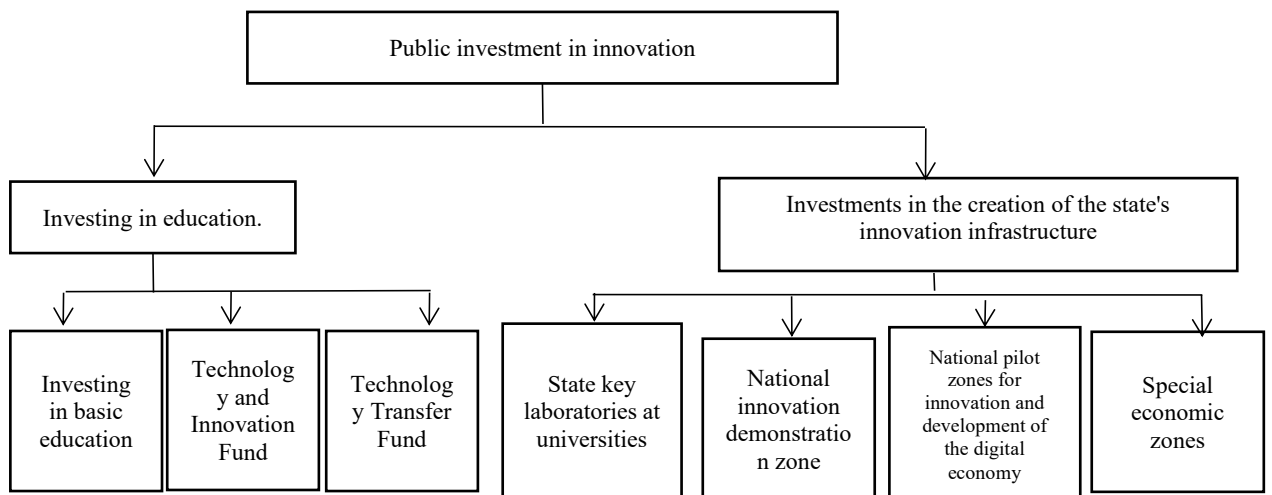 Public investment in innovation
Investing in education.
Investments in the creation of the state's
innovation infrastructure
Investing
in basic
education
Technolog
y and
Innovation
Fund
Technolog
y Transfer
Fund
State key
laboratories at
universities
National
innovation
demonstratio
n zone
National pilot
zones for
innovation and
development of
the digital
economy
Special
economic
zones